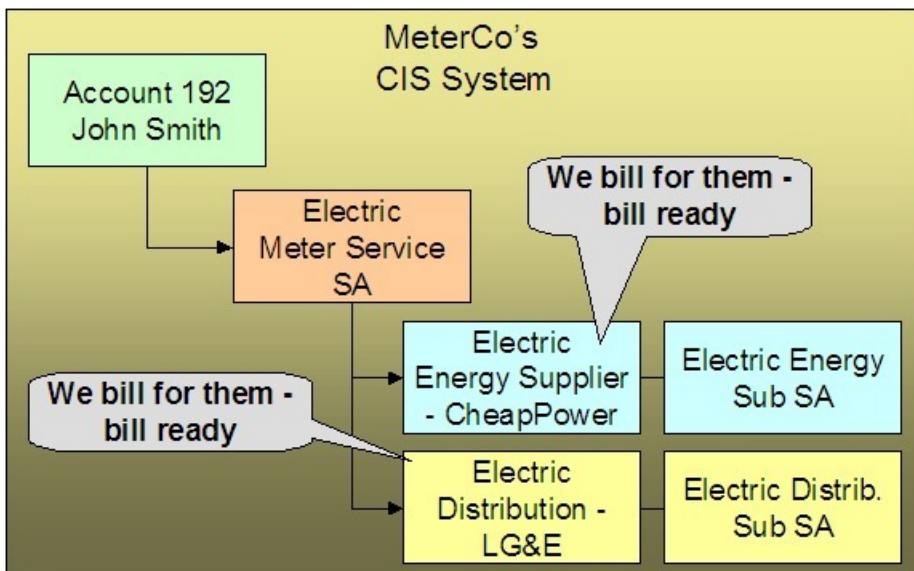 MeterCo's
CIS System
Account 192
John Smith
We bill for them -
bill ready
Electric
Meter Service
SA
Electric
Energy Supplier
- CheapPower
Electric Energy
Sub SA
We bill for them -
bill ready
Electric
Distribution -
LG&E
Electric Distrib.
Sub SA